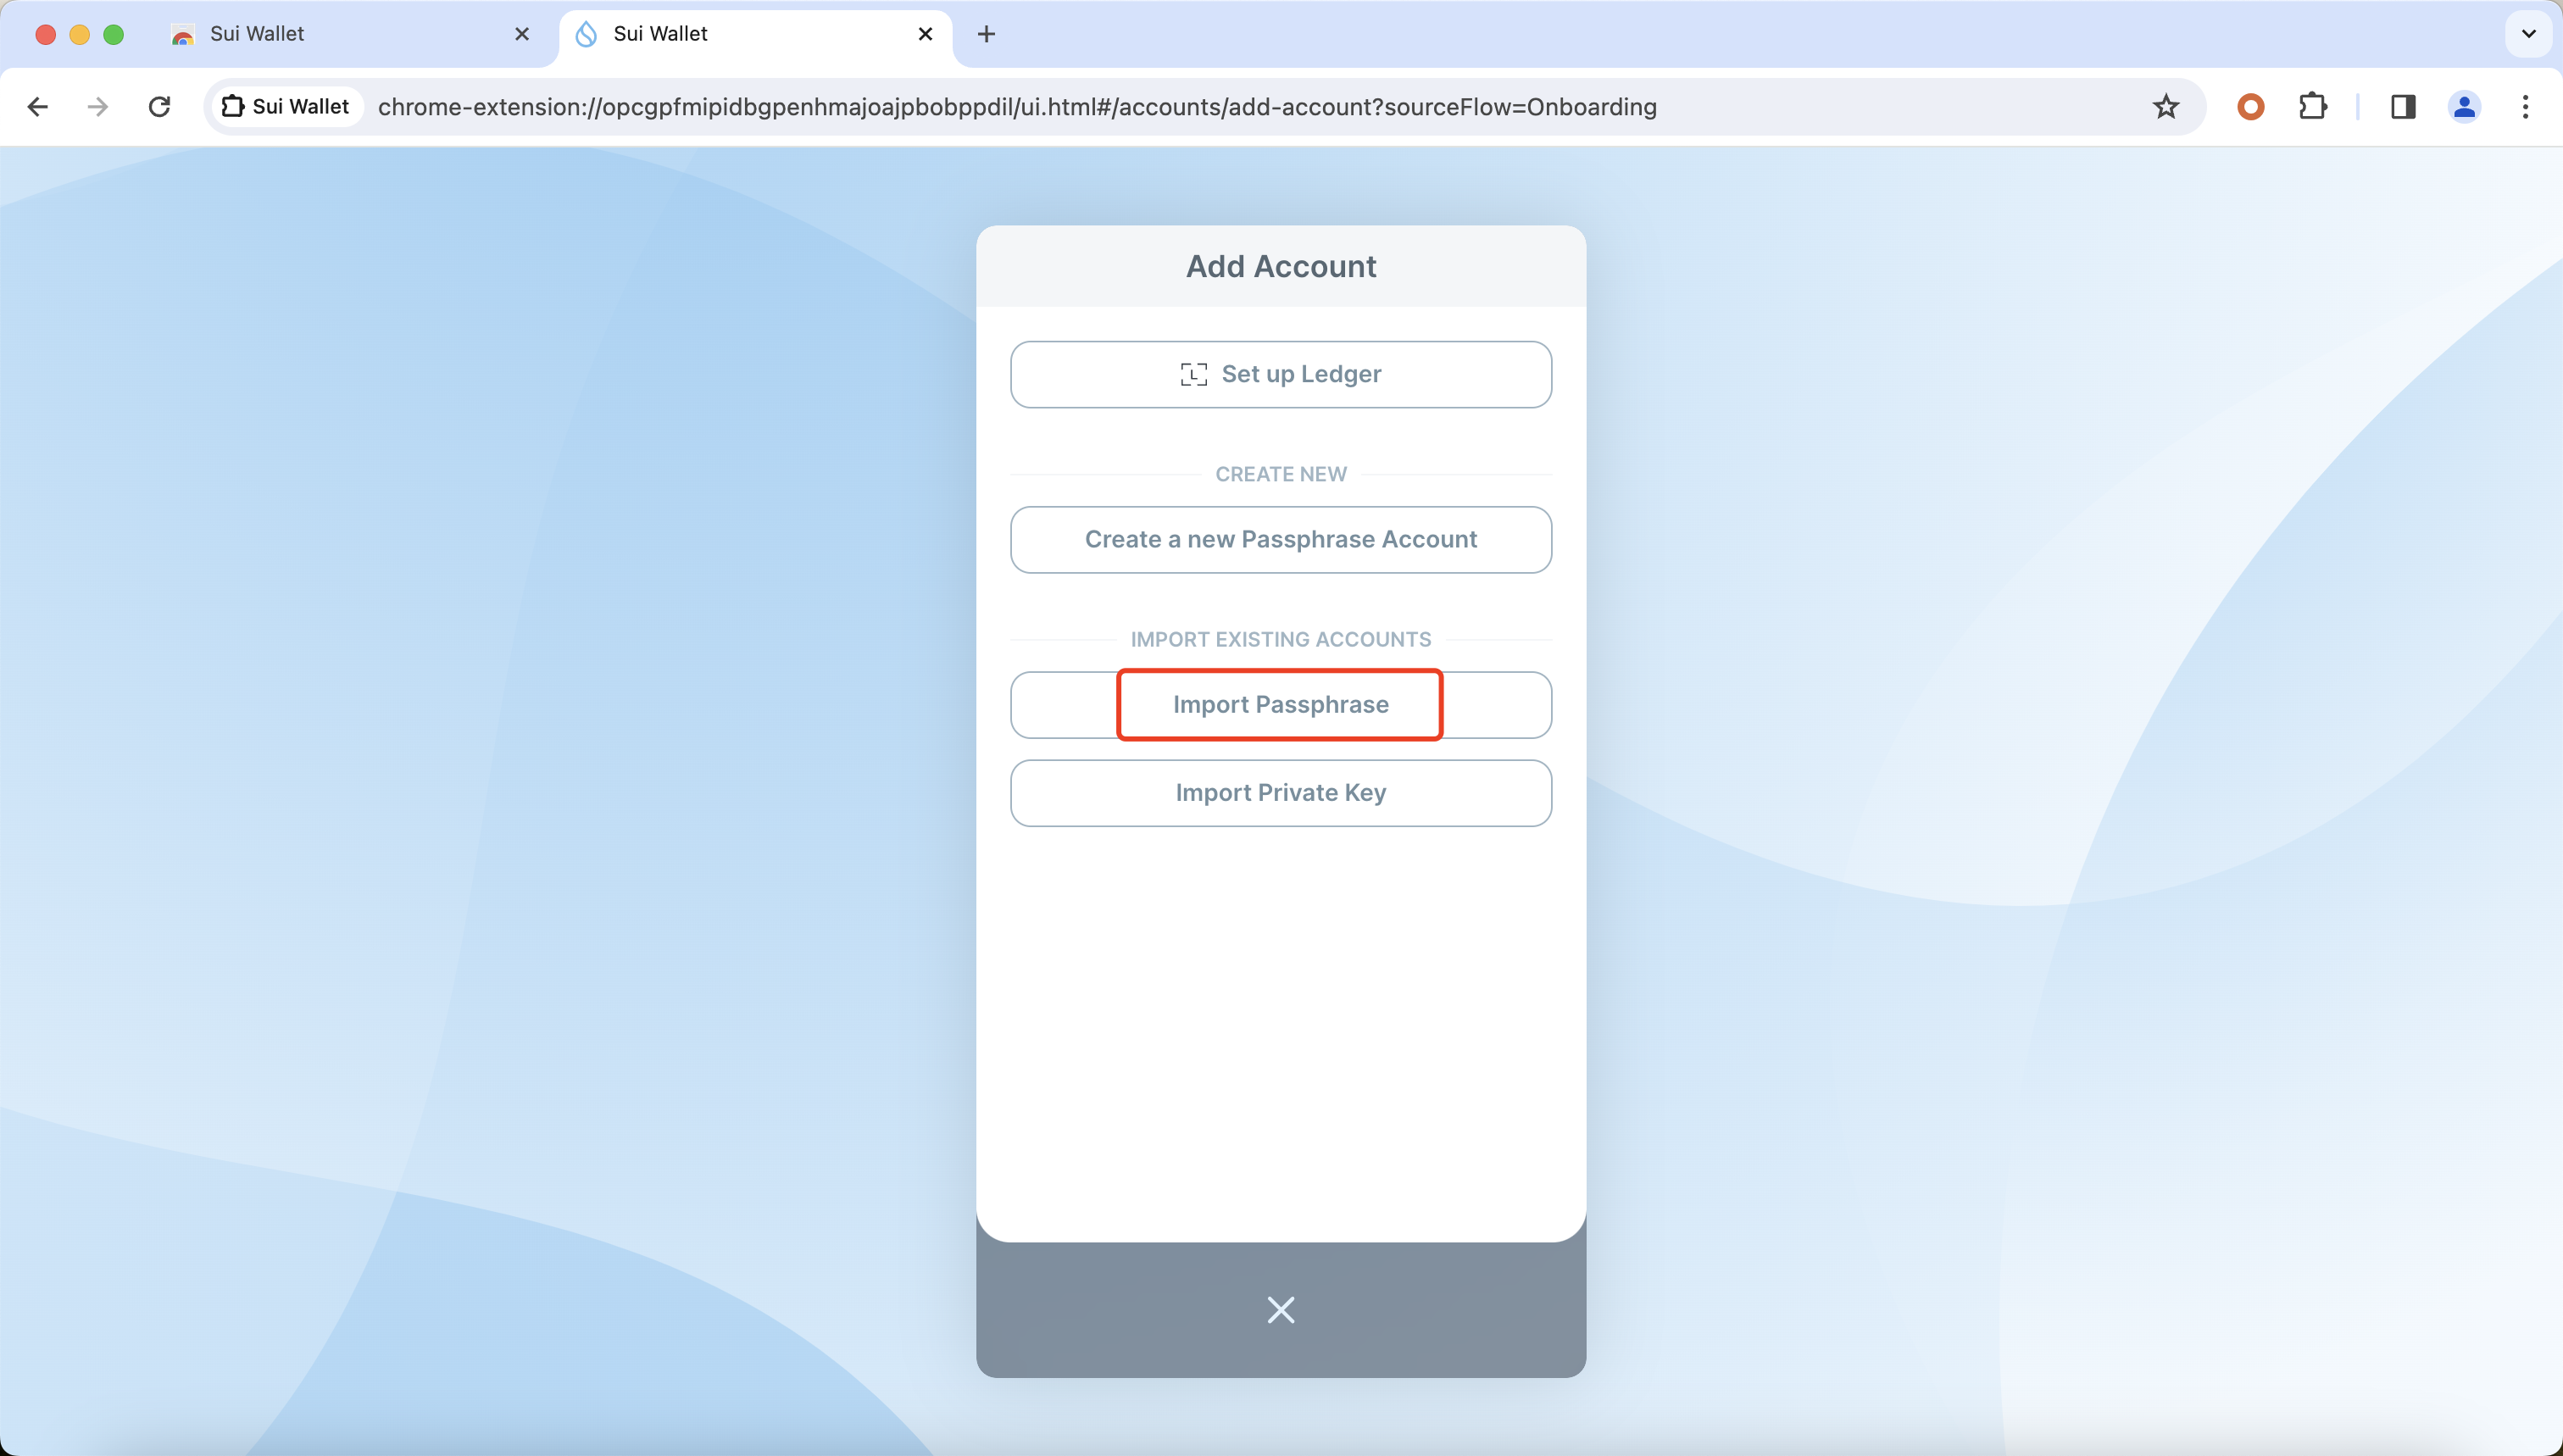 Sui Wallet
Sui Wallet
Sui Wallet chrome-extension://opcgpfmipidbgpenhmajoajpbobppdil/ui.html#/accounts/add-account?sourceFlow=Onboarding
Add Account
Set up Ledger
CREATE NEW
Create a new Passphrase Account
IMPORT EXISTING ACCOUNTS
Import Passphrase
Import Private Key